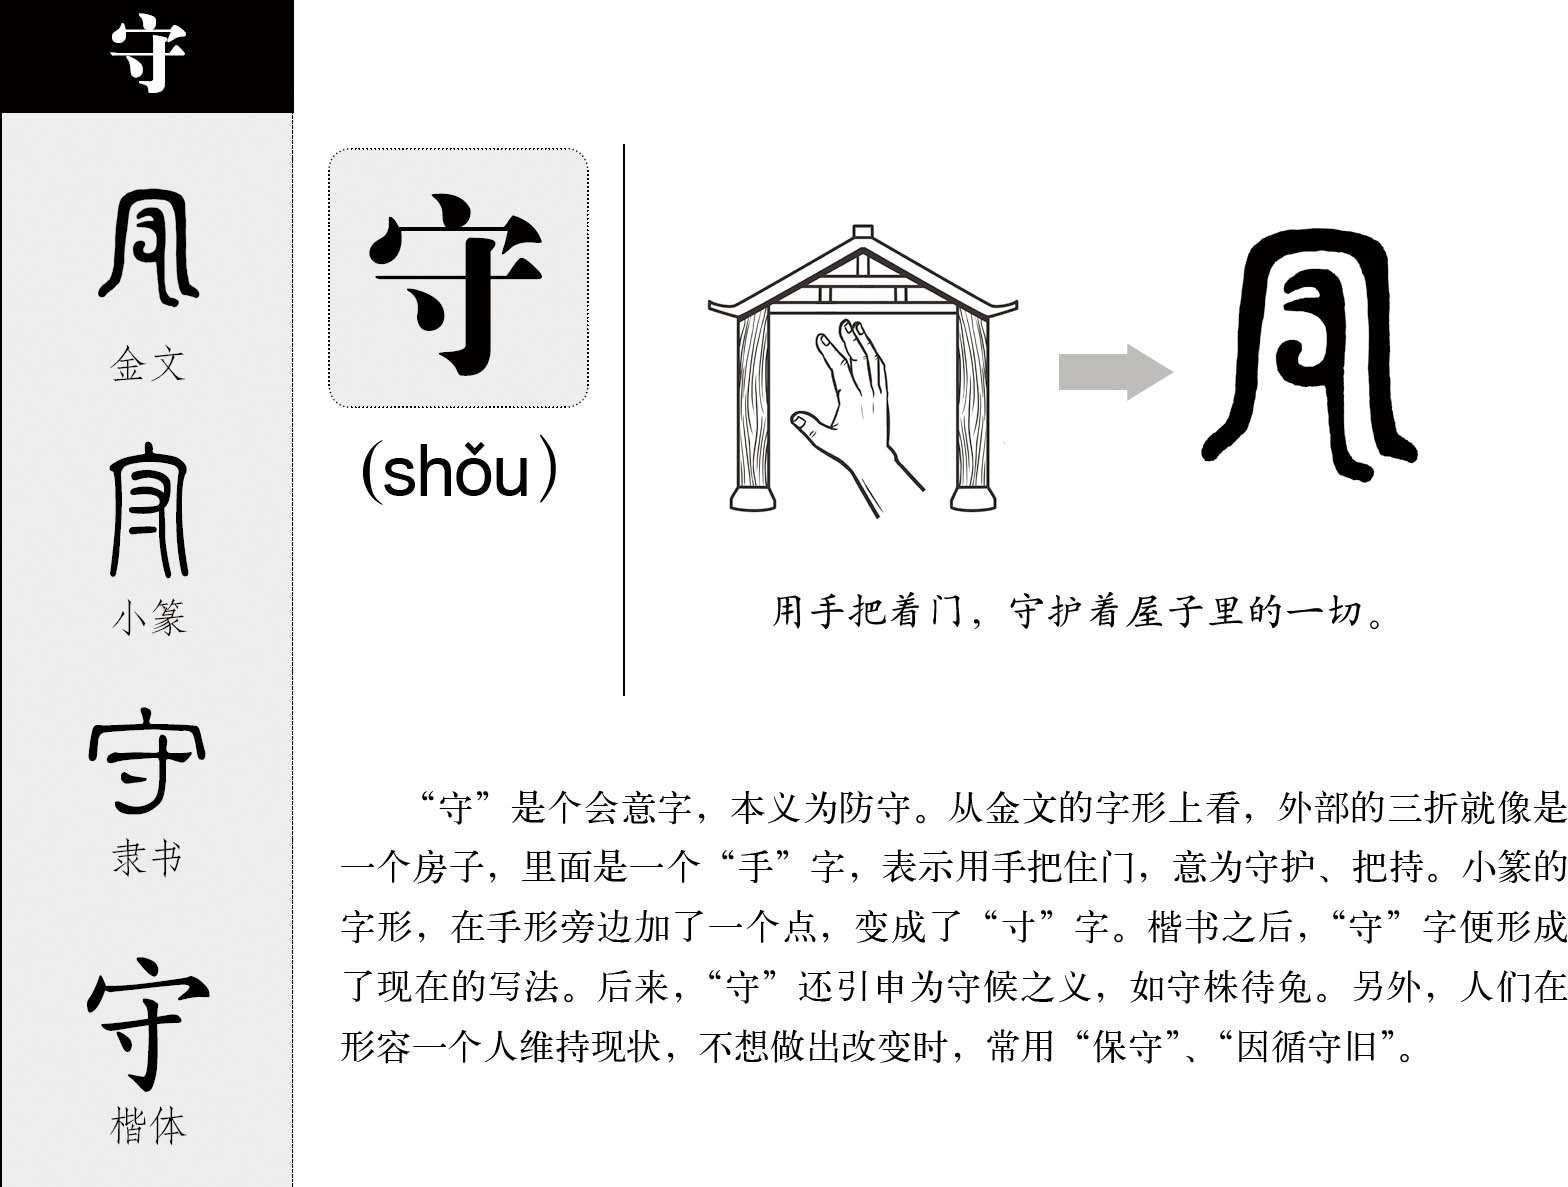 守
金文
小篆
隶书
楷体
守
(shǒu)
用手把着门，守护着屋子里的一切。
“守”是个会意字，本义为防守。从金文的字形上看，外部的三折就像是
一个房子，里面是一个“手”字，表示用手把住门，意为守护、把持。小篆的
字形，在手形旁边加了一个点，变成了“寸”字。楷书之后，“守”字便形成
了现在的写法。后来，“守”还引申为守候之义，如守株待兔。另外，人们在
形容一个人维持现状，不想做出改变时，常用“保守”、“因循守旧”。